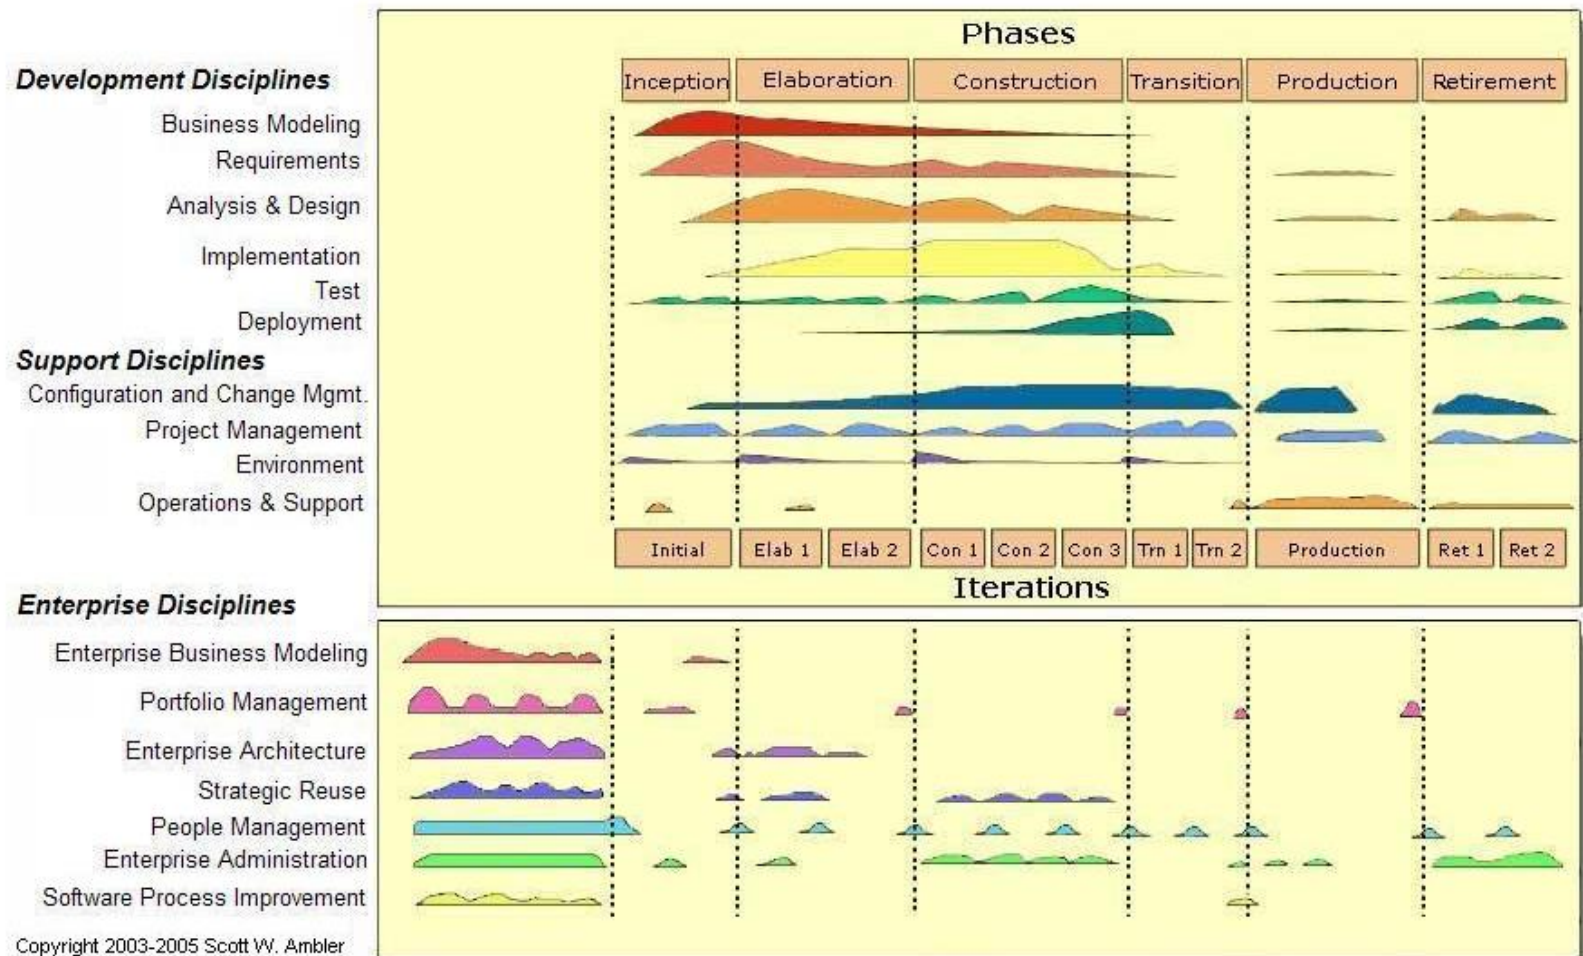 Phases
Development Disciplines
Inception Elaboration Construction Transition Production Retirement
Business Modeling
Requirements
Analysis & Design
Implementation
Test
Deployment
Support Disciplines
Configuration and Change Mgmt.
Project Management
Environment
Operations & Support
Initial Elab 1 Elab 2 Con 1 Con 2 Con 3 Trn 1 Trn 2 Production Ret 1 Ret 2
Iterations
Enterprise Disciplines
Enterprise Business Modeling
Portfolio Management
Enterprise Architecture
Strategic Reuse
People Management
Enterprise Administration
Software Process Improvement
Copyright 2003-2005 Scott W. Ambler